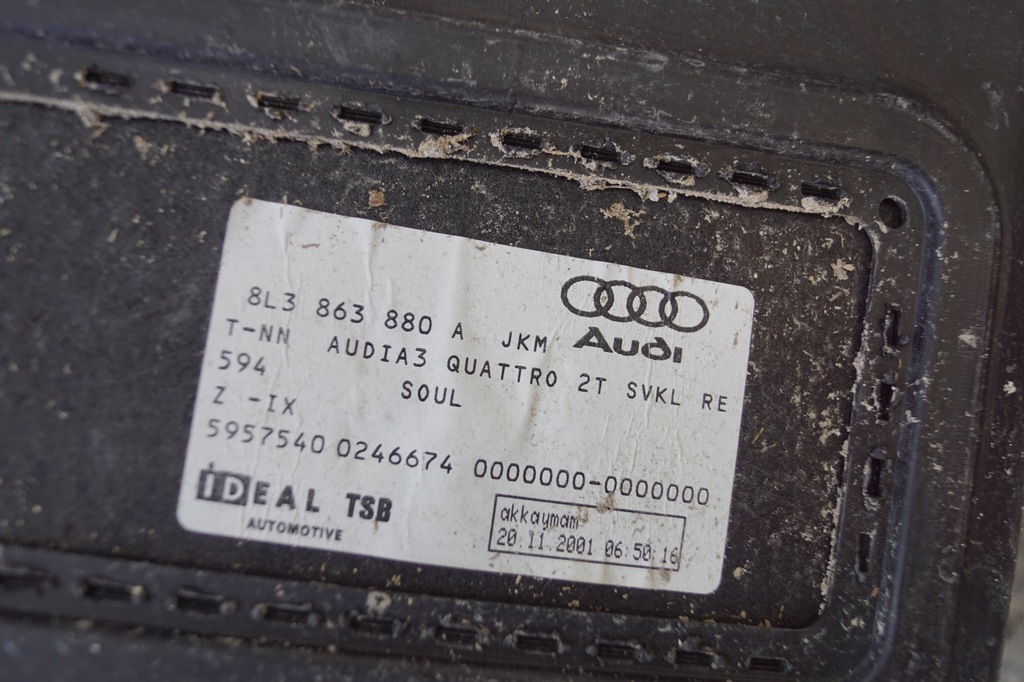 8L3 863 880 A JKM
Audi
T-NN AUDIA3 QUATTRO 2T SVKL RE
594 SOUL
Z -IX
5957540 0246674 0000000-0000000
IDEAL TSB
AUTOMOTIVE
akkaymam
20.11.2001 06:50:16